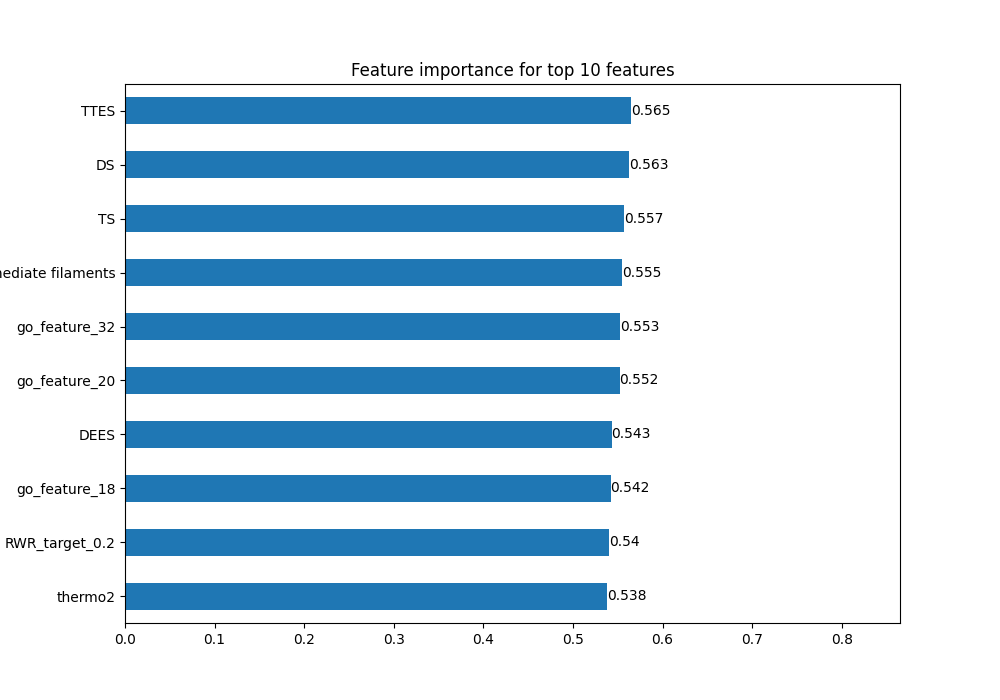 Feature importance for top 10 features
TTES 0.565
DS 0.563
TS 0.557
filaments 0.555
go_feature_32 0.553
go_feature_20 0.552
DEES 0.543
go_feature_18 0.542
RWR_target_0.2 0.54
thermo2 0.538
0.0 0.1 0.2 0.3 0.4 0.5 0.6 0.7 0.8